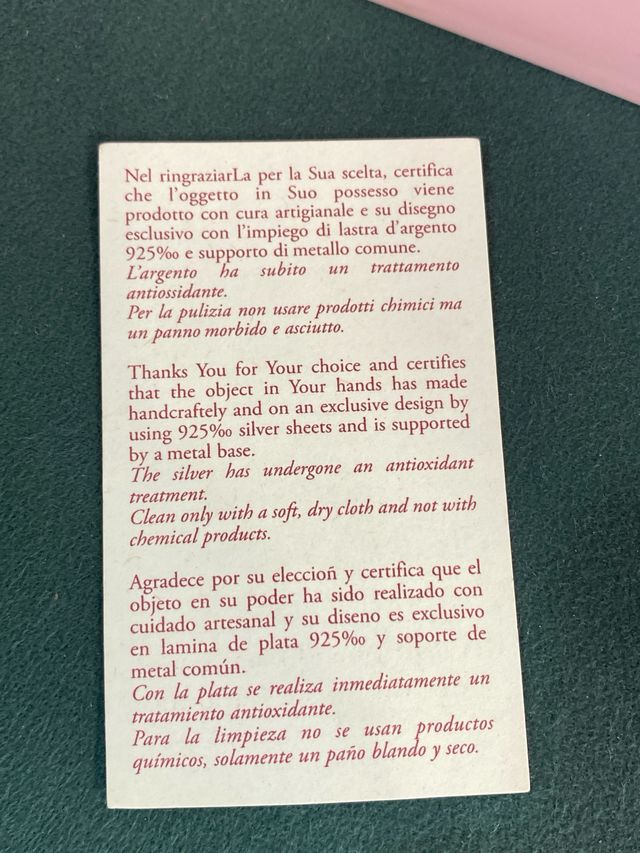 Nel ringraziarLa per la Sua scelta, certifica
che l'oggetto in Suo possesso viene
prodotto con cura artigianale e su disegno
esclusivo con l'impiego di lastra d'argento
925‰ e supporto di metallo comune.
L'argento ha subito un trattamento
antiossidante.
Per la pulizia non usare prodotti chimici ma
un panno morbido e asciutto.
Thanks You for Your choice and certifies
that the object in Your hands has made
handcraftely and on an exclusive design by
using 925‰ silver sheets and is supported
by a metal base.
The silver has undergone an antioxidant
treatment.
Clean only with a soft, dry cloth and not with
chemical products.
Agradece por su eleccioñ y certifica que el
objeto en su poder ha sido realizado con
cuidado artesanal y su diseno es exclusivo
en lamina de plata 925‰ y soporte de
metal común.
Con la plata se realiza inmediatamente un
tratamiento antioxidante.
Para la limpieza no se usan productos
químicos, solamente un paño blando y seco.